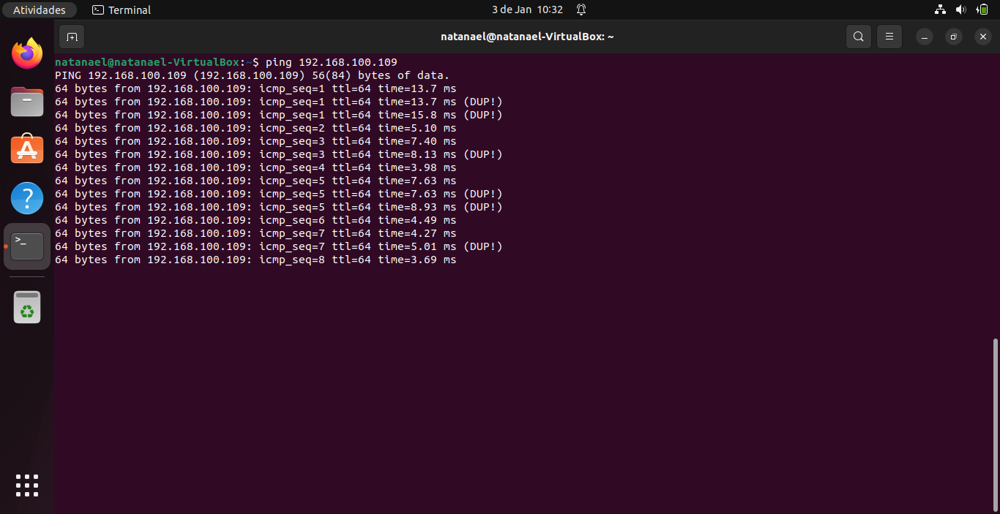 Atividades
Terminal
3 de Jan 10:32
natanael@natanael-VirtualBox: ~
natanael@natanael-VirtualBox:~$ ping 192.168.100.109
PING 192.168.100.109 (192.168.100.109) 56(84) bytes of data.
64 bytes from 192.168.100.109: icmp_seq=1 ttl=64 time=13.7 ms
64 bytes from 192.168.100.109: icmp_seq=1 ttl=64 time=13.7 ms (DUP!)
64 bytes from 192.168.100.109: icmp_seq=1 ttl=64 time=15.8 ms (DUP!)
64 bytes from 192.168.100.109: icmp_seq=2 ttl=64 time=5.10 ms
64 bytes from 192.168.100.109: icmp_seq=3 ttl=64 time=7.40 ms
64 bytes from 192.168.100.109: icmp_seq=3 ttl=64 time=8.13 ms (DUP!)
64 bytes from 192.168.100.109: icmp_seq=4 ttl=64 time=3.98 ms
64 bytes from 192.168.100.109: icmp_seq=5 ttl=64 time=7.63 ms
64 bytes from 192.168.100.109: icmp_seq=5 ttl=64 time=7.63 ms (DUP!)
64 bytes from 192.168.100.109: icmp_seq=5 ttl=64 time=8.93 ms (DUP!)
64 bytes from 192.168.100.109: icmp_seq=6 ttl=64 time=4.49 ms
64 bytes from 192.168.100.109: icmp_seq=7 ttl=64 time=4.27 ms
64 bytes from 192.168.100.109: icmp_seq=7 ttl=64 time=5.01 ms (DUP!)
64 bytes from 192.168.100.109: icmp_seq=8 ttl=64 time=3.69 ms